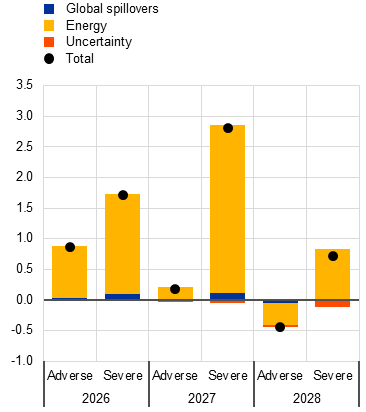 Global spillovers
Energy
Uncertainty
Total
3.5
3.0
2.5
2.0
1.5
1.0
0.5
0.0
-0.5
-1.0
Adverse Severe Adverse Severe Adverse Severe
2026 2027 2028